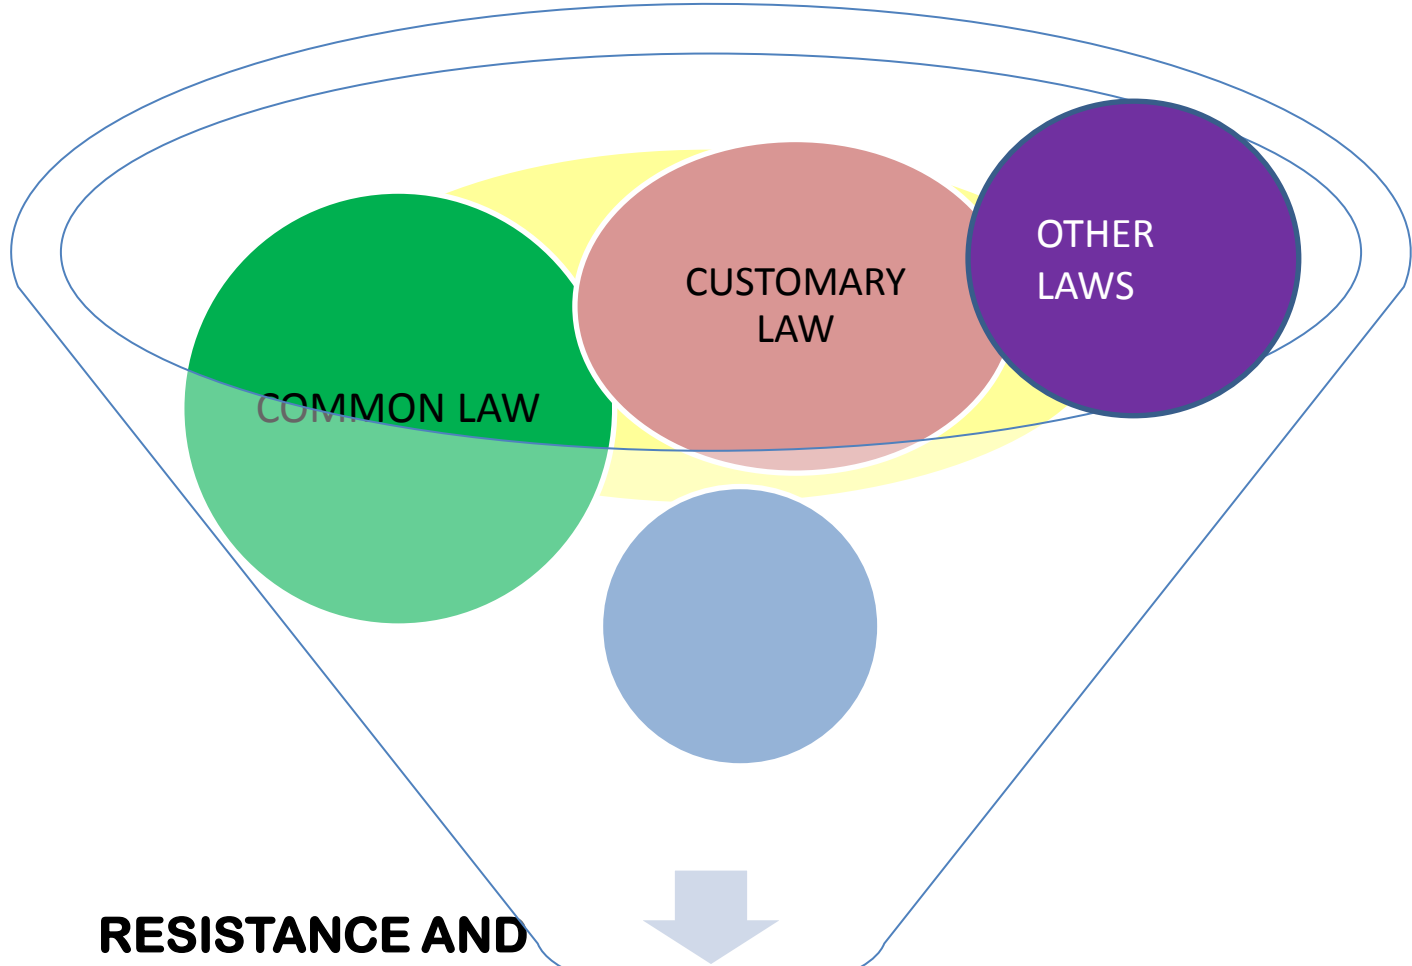 OTHER
LAWS
CUSTOMARY
LAW
COMMON LAW
RESISTANCE AND